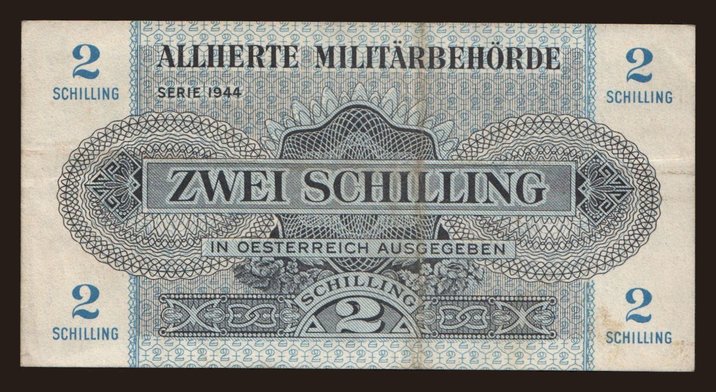 2 ALLIIERTE MILITÄRBEHÖRDE 2
SCHILLING SERIE 1944 SCHILLING
ZWEI SCHILLING
IN OESTERREICH AUSGEGEBEN
SCHILLING
2 2 2
SCHILLING SCHILLING